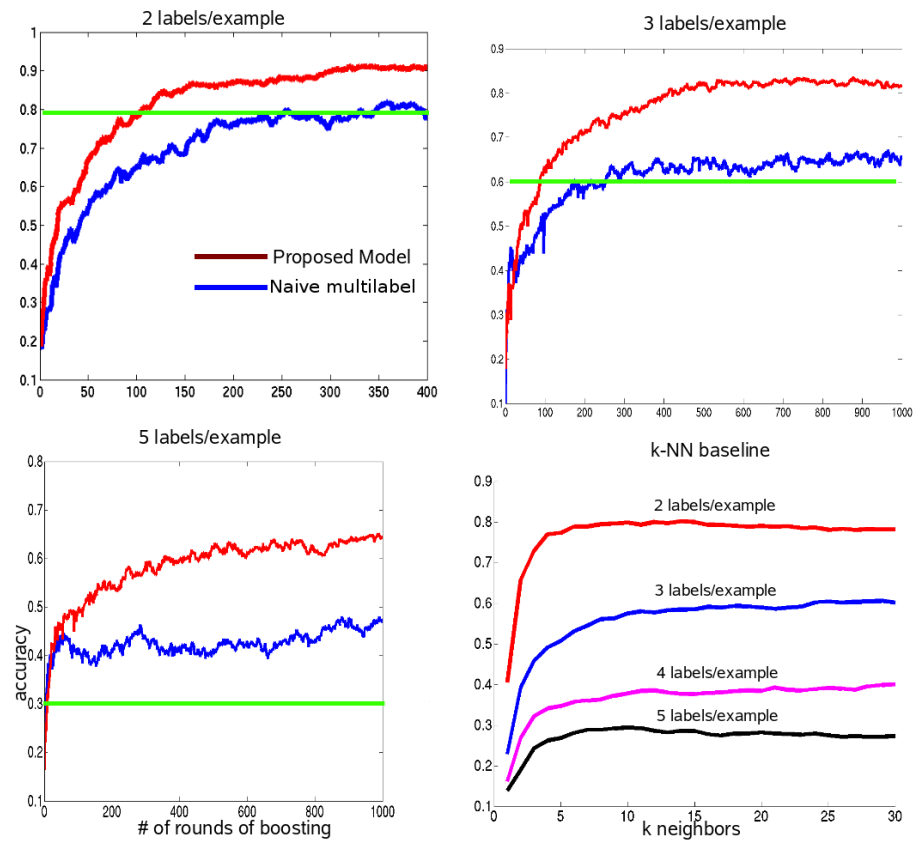 2 labels/example
1
0.9
0.8
0.7
0.6
0.5
0.4
0.3
0.2
0.1
0 50 100 150 200 250 300 350 400
Proposed Model
Naive multilabel
3 labels/example
0.9
0.8
0.7
0.6
0.5
0.4
0.3
0.2
0.1
0 100 200 300 400 500 600 700 800 900 1000
5 labels/example
0.8
0.7
0.6
0.5
0.4
0.3
0.2
0.1
accuracy
0 200 400 600 800 1000
# of rounds of boosting
k-NN baseline
0.9
0.8
0.7
0.6
0.5
0.4
0.3
0.2
0.1
2 labels/example
3 labels/example
4 labels/example
5 labels/example
0 5 10 15 20 25 30
k neighbors